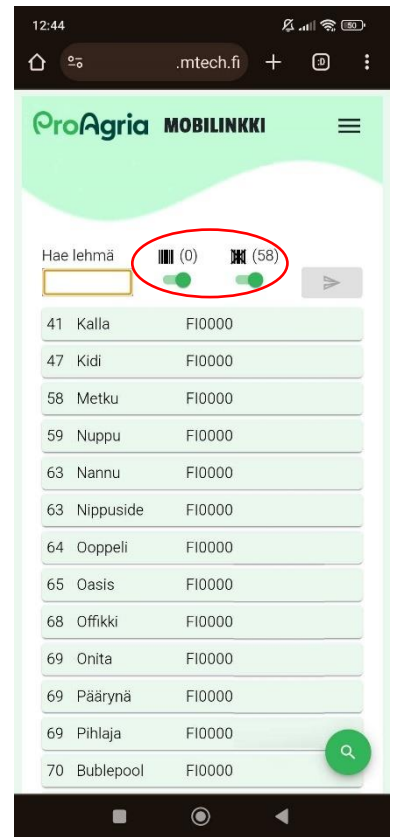 12:44
50
.mtech.fi
:D
ProAgria MOBILINKKI
Hae lehmä (0) (58)
41 Kalla FI0000
47 Kidi FI0000
58 Metku FI0000
59 Nuppu FI0000
63 Nannu FI0000
63 Nippuside FI0000
64 Ooppeli FI0000
65 Oasis FI0000
68 Offikki FI0000
69 Onita FI0000
69 Päärynä FI0000
69 Pihlaja FI0000
70 Bublepool FI0000